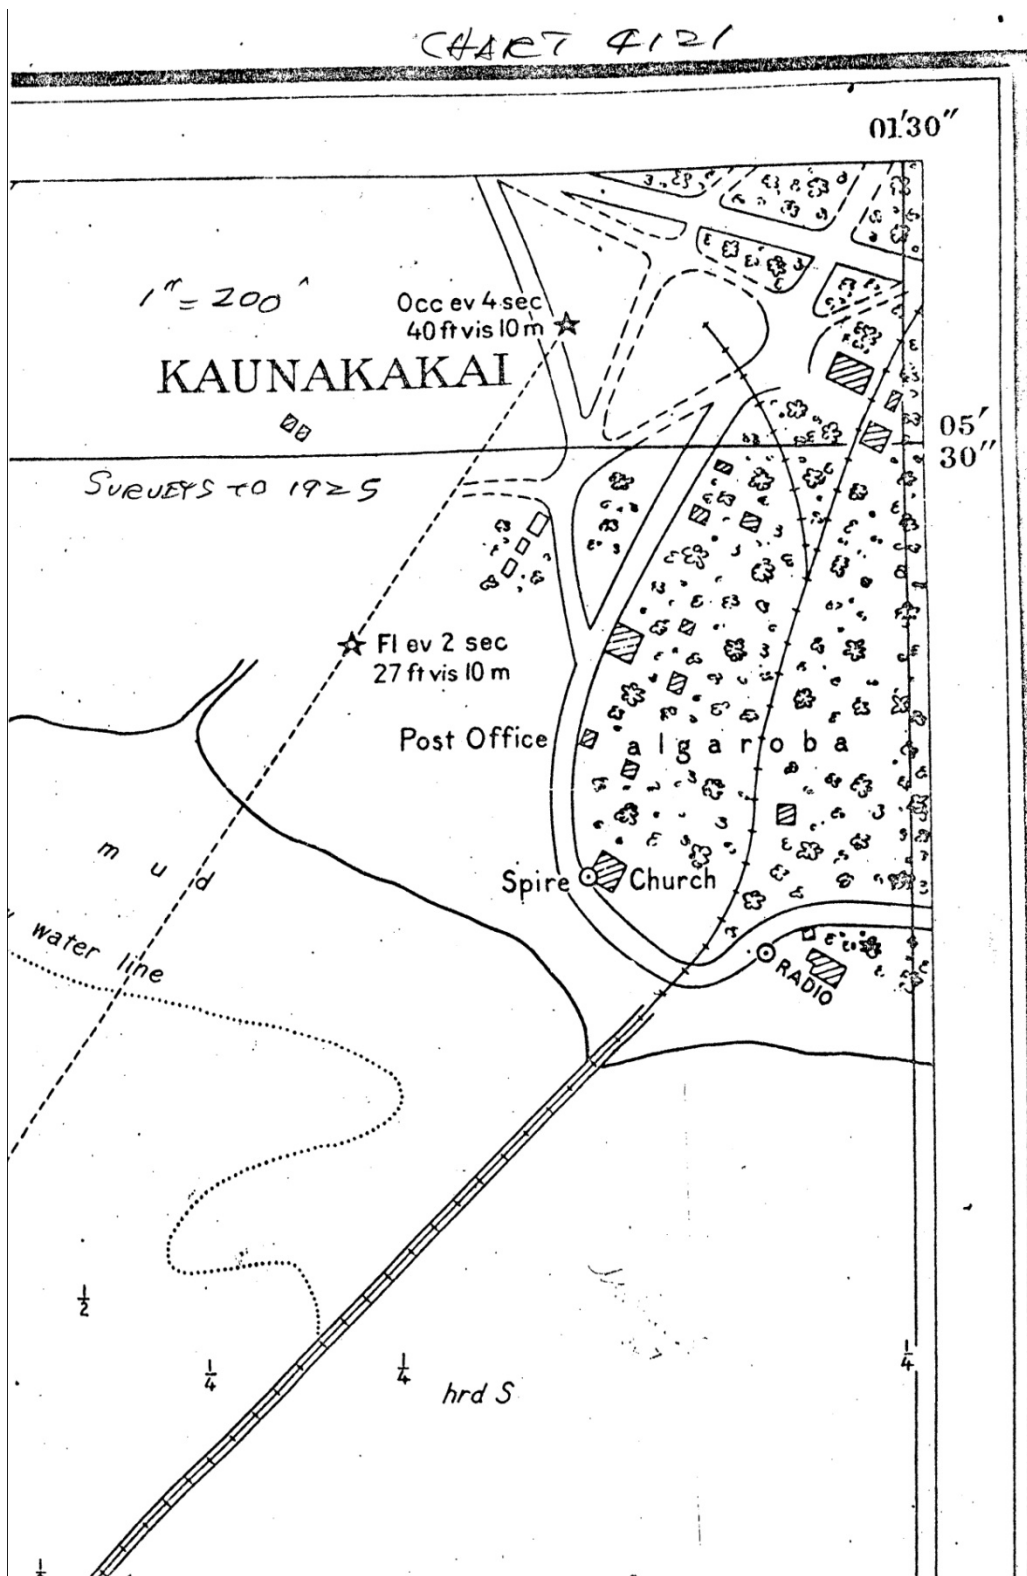 CHART 4121
01'30"
1" = 200'
Occ ev 4 sec
40 ft vis 10 m
KAUNAKAKAI
05'
30"
SURVEYS TO 1925
Fl ev 2 sec
27 ft vis 10 m
Post Office
algaroba
mud
Spire
Church
water line
RADIO
1/2
1/4
1/4
1/4
hrd S